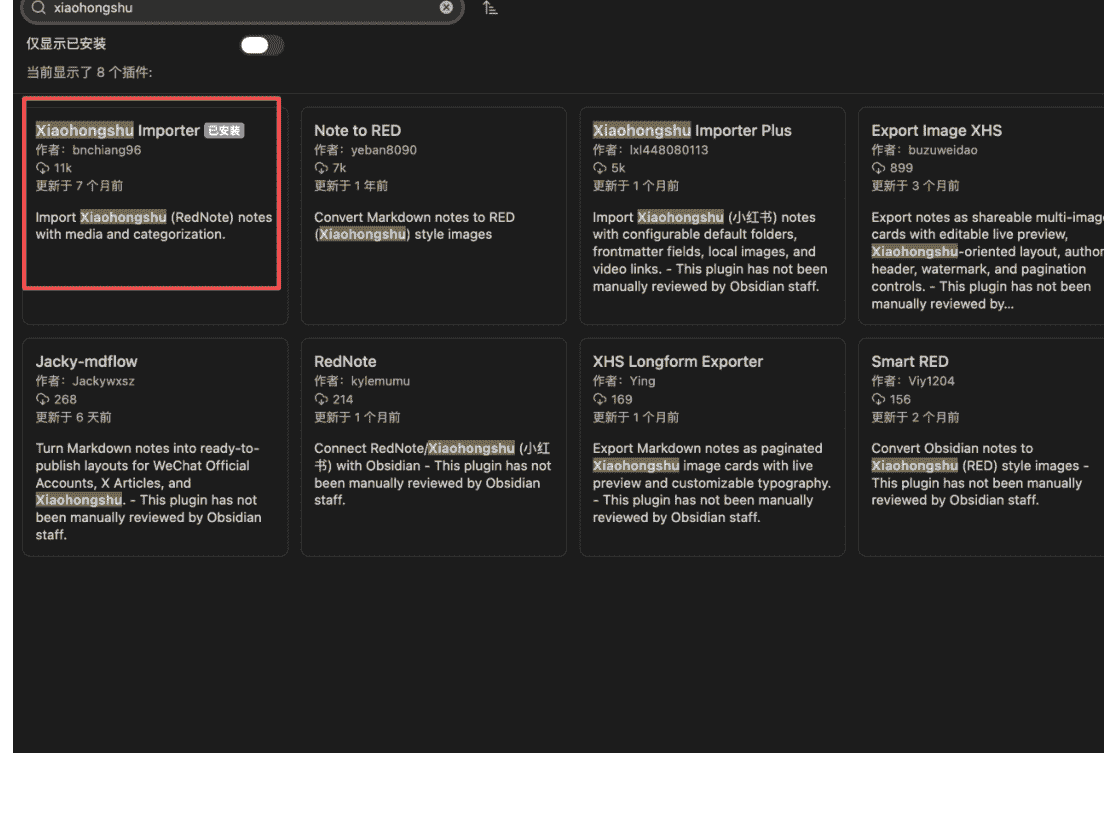 xiaohongshu
仅显示已安装
当前显示了 8 个插件:
Xiaohongshu Importer 已安装
作者：bnchiang96
11k
更新于 7 个月前
Import Xiaohongshu (RedNote) notes
with media and categorization.
Note to RED
作者：yeban8090
7k
更新于 1 年前
Convert Markdown notes to RED
(Xiaohongshu) style images
Xiaohongshu Importer Plus
作者：lxl448080113
5k
更新于 1 个月前
Import Xiaohongshu (小红书) notes
with configurable default folders,
frontmatter fields, local images, and
video links. - This plugin has not been
manually reviewed by Obsidian staff.
Export Image XHS
作者：buzuweidao
899
更新于 3 个月前
Export notes as shareable multi-imag
cards with editable live preview,
Xiaohongshu-oriented layout, author
header, watermark, and pagination
controls. - This plugin has not been
manually reviewed by...
Jacky-mdflow
作者：Jackywxsz
268
更新于 6 天前
Turn Markdown notes into ready-to-
publish layouts for WeChat Official
Accounts, X Articles, and
Xiaohongshu. - This plugin has not
been manually reviewed by Obsidian
staff.
RedNote
作者：kylemumu
214
更新于 1 个月前
Connect RedNote/Xiaohongshu (小红
书) with Obsidian - This plugin has not
been manually reviewed by Obsidian
staff.
XHS Longform Exporter
作者：Ying
169
更新于 1 个月前
Export Markdown notes as paginated
Xiaohongshu image cards with live
preview and customizable typography.
- This plugin has not been manually
reviewed by Obsidian staff.
Smart RED
作者：Viy1204
156
更新于 2 个月前
Convert Obsidian notes to
Xiaohongshu (RED) style images -
This plugin has not been manually
reviewed by Obsidian staff.